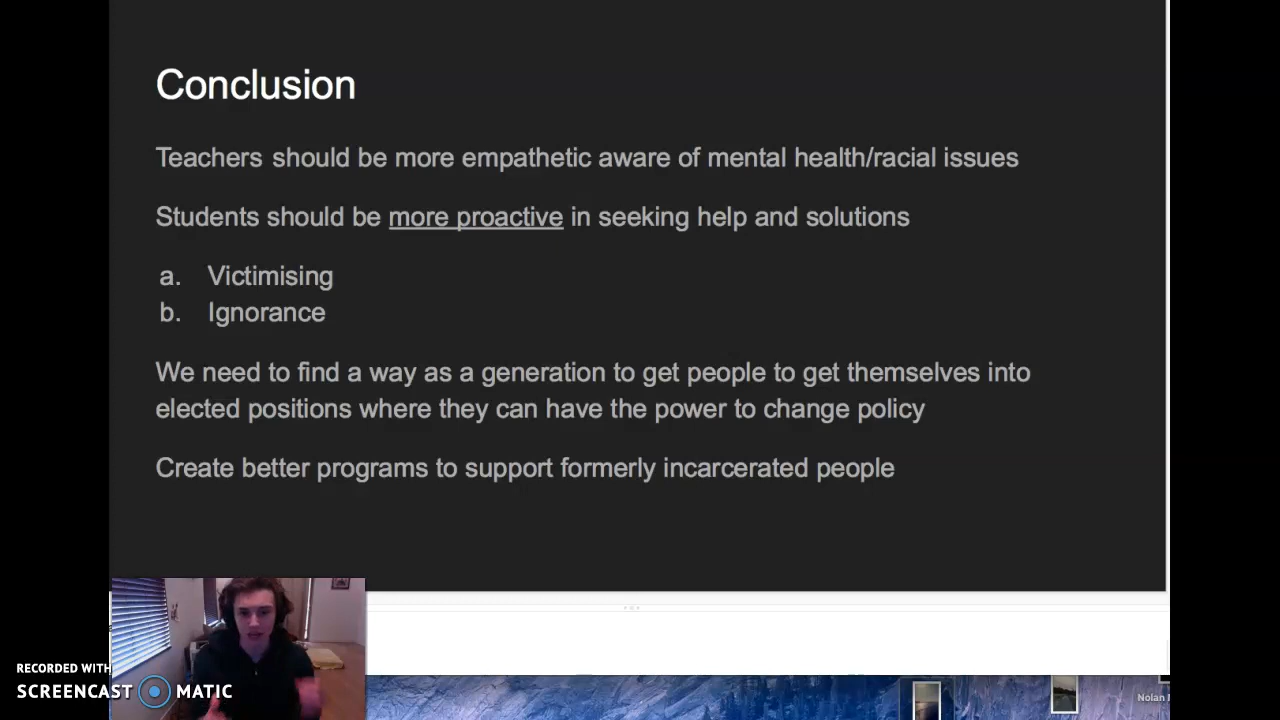 Conclusion
Teachers should be more empathetic aware of mental health/racial issues
Students should be more proactive in seeking help and solutions
a. Victimising
b. Ignorance
We need to find a way as a generation to get people to get themselves into
elected positions where they can have the power to change policy
Create better programs to support formerly incarcerated people
RECORDED WITH
SCREENCAST MATIC
Nolan